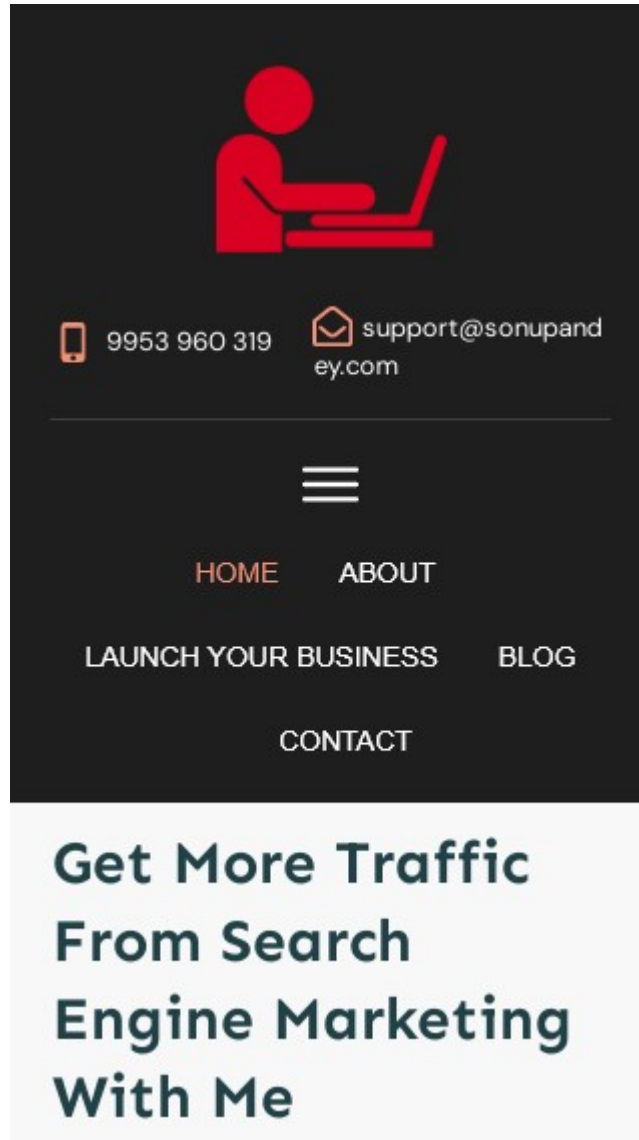 9953 960 319
support@sonupand
ey.com
HOME ABOUT
LAUNCH YOUR BUSINESS BLOG
CONTACT
Get More Traffic
From Search
Engine Marketing
With Me